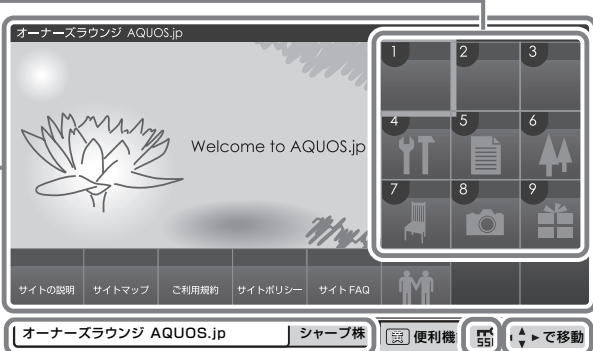 オーナーズラウンジ AQUOS.jp
1 2 3
Welcome to AQUOS.jp
4 5 6
7 8 9
サイトの説明 サイトマップ ご利用規約 サイトポリシー サイトFAQ
オーナーズラウンジ AQUOS.jp シャープ株 黄 便利機 SSL で移動